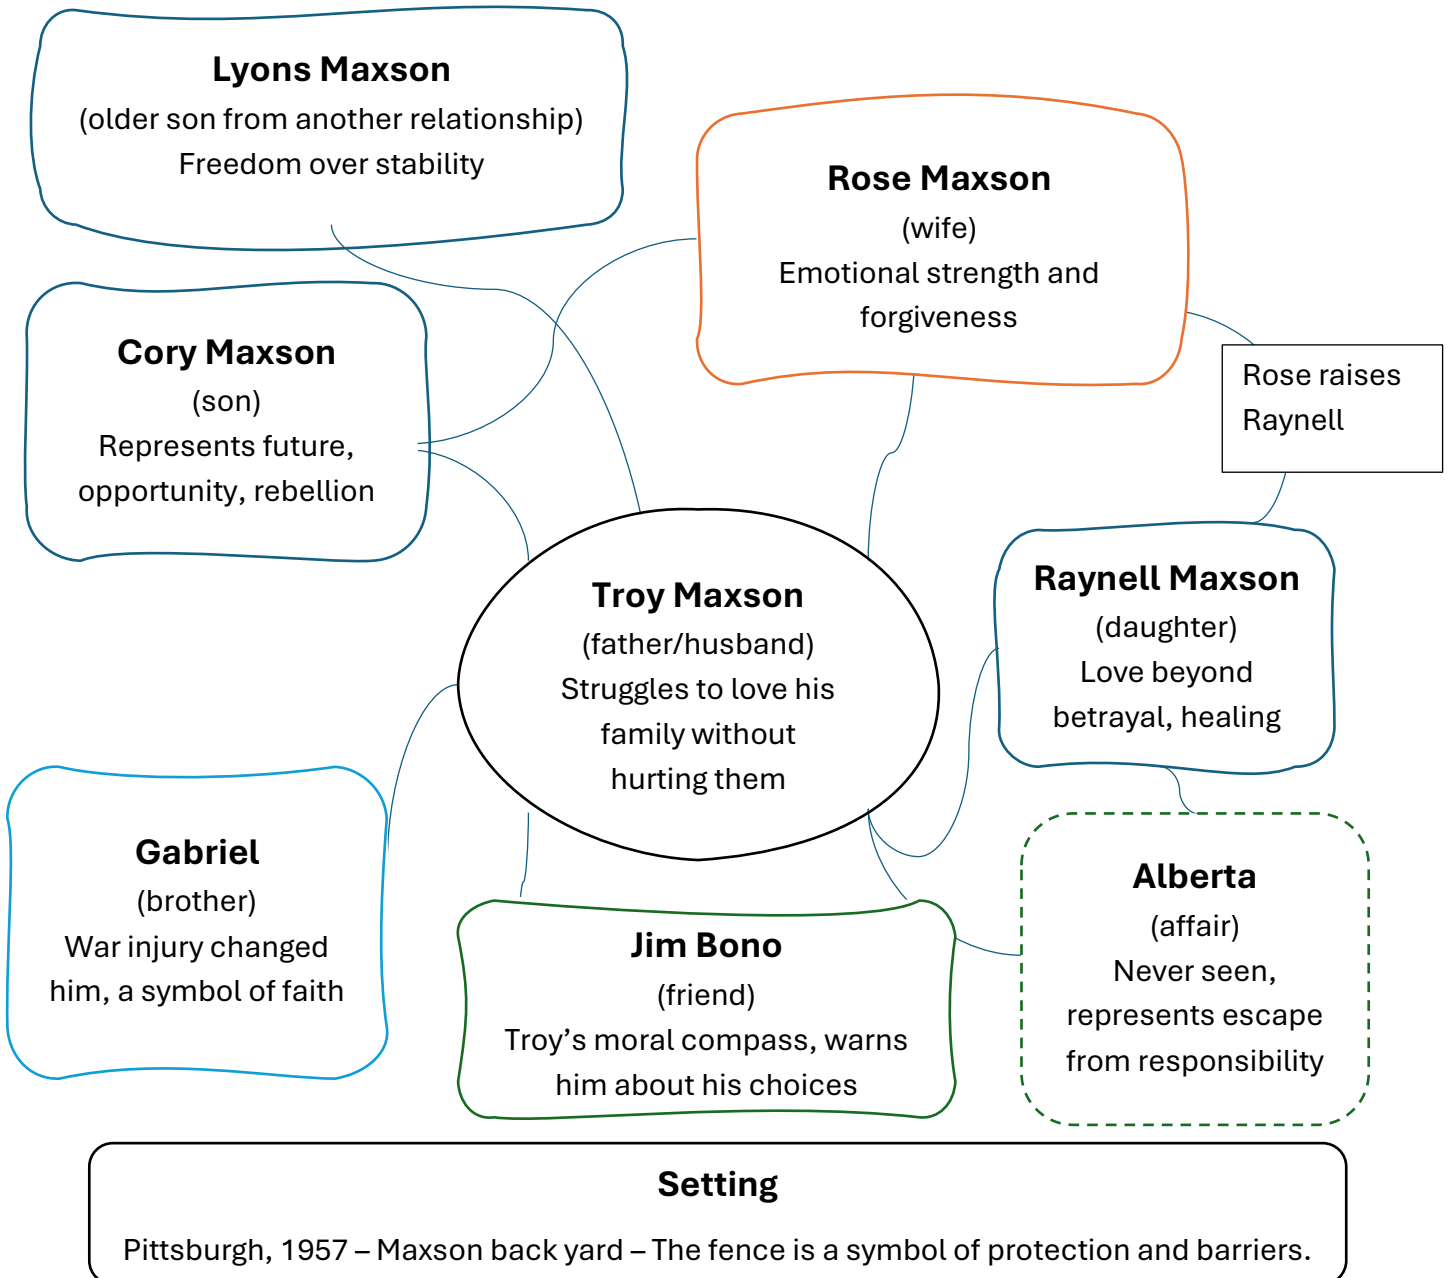 Lyons Maxson
(older son from another relationship)
Freedom over stability
Rose Maxson
(wife)
Emotional strength and
forgiveness
Cory Maxson
(son)
Represents future,
opportunity, rebellion
Rose raises
Raynell
Troy Maxson
(father/husband)
Struggles to love his
family without
hurting them
Raynell Maxson
(daughter)
Love beyond
betrayal, healing
Gabriel
(brother)
War injury changed
him, a symbol of faith
Jim Bono
(friend)
Troy’s moral compass, warns
him about his choices
Alberta
(affair)
Never seen,
represents escape
from responsibility
Setting
Pittsburgh, 1957 – Maxson back yard – The fence is a symbol of protection and barriers.